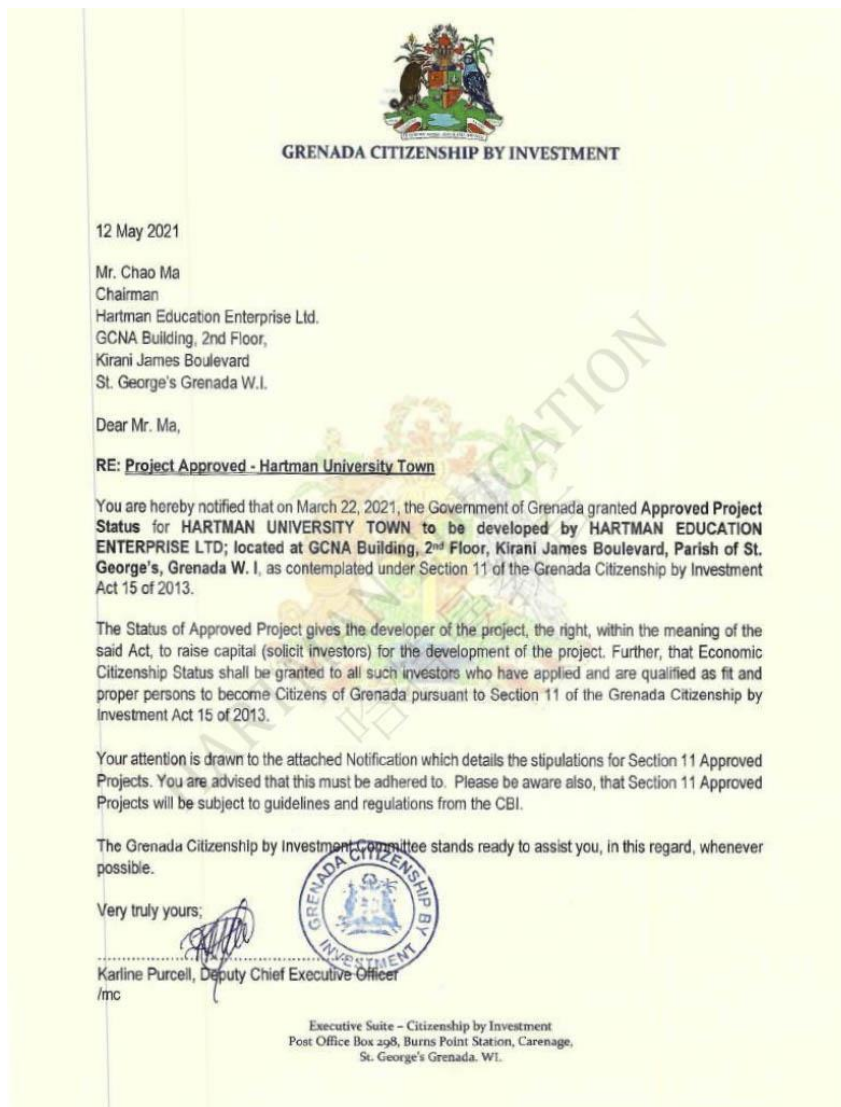 GRENADA CITIZENSHIP BY INVESTMENT
12 May 2021
Mr. Chao Ma
Chairman
Hartman Education Enterprise Ltd.
GCNA Building, 2nd Floor,
Kirani James Boulevard
St. George's Grenada W.I.
Dear Mr. Ma,
RE: Project Approved - Hartman University Town
You are hereby notified that on March 22, 2021, the Government of Grenada granted Approved Project
Status for HARTMAN UNIVERSITY TOWN to be developed by HARTMAN EDUCATION
ENTERPRISE LTD; located at GCNA Building, 2nd Floor, Kirani James Boulevard, Parish of St.
George's, Grenada W. I, as contemplated under Section 11 of the Grenada Citizenship by Investment
Act 15 of 2013.
The Status of Approved Project gives the developer of the project, the right, within the meaning of the
said Act, to raise capital (solicit investors) for the development of the project. Further, that Economic
Citizenship Status shall be granted to all such investors who have applied and are qualified as fit and
proper persons to become Citizens of Grenada pursuant to Section 11 of the Grenada Citizenship by
Investment Act 15 of 2013.
Your attention is drawn to the attached Notification which details the stipulations for Section 11 Approved
Projects. You are advised that this must be adhered to. Please be aware also, that Section 11 Approved
Projects will be subject to guidelines and regulations from the CBI.
The Grenada Citizenship by Investment Committee stands ready to assist you, in this regard, whenever
possible.
Very truly yours;
GRENADA CITIZENSHIP BY INVESTMENT
Karline Purcell, Deputy Chief Executive Officer
/mc
Executive Suite – Citizenship by Investment
Post Office Box 298, Burns Point Station, Carenage,
St. George's Grenada. WI.
HARTMAN EDUCATION